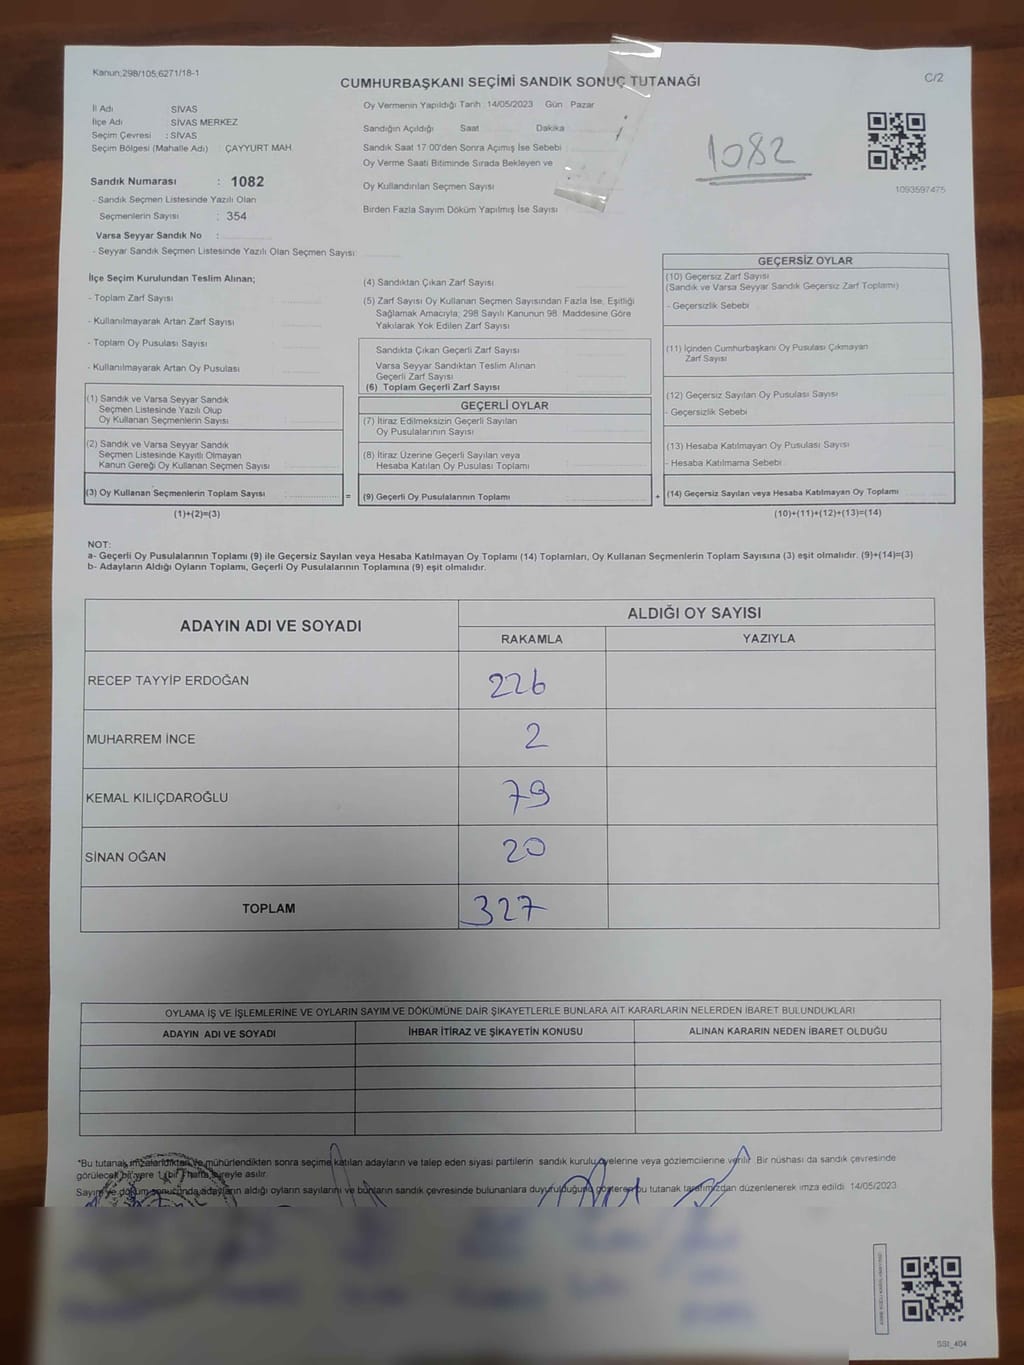 Kanun;298/105;6271/18-1
C/2
CUMHURBAŞKANI SEÇİMİ SANDIK SONUÇ TUTANAĞI
İl Adı SİVAS
İlçe Adı : SİVAS MERKEZ
Seçim Çevresi : SİVAS
Seçim Bölgesi (Mahalle Adı) : ÇAYYURT MAH.
Sandık Numarası : 1082
- Sandık Seçmen Listesinde Yazılı Olan
Seçmenlerin Sayısı : 354
Varsa Seyyar Sandık No :
- Seyyar Sandık Seçmen Listesinde Yazılı Olan Seçmen Sayısı:
Oy Vermenin Yapıldığı Tarih :14/05/2023 Gün Pazar
Sandığın Açıldığı Saat Dakika
Sandık Saat 17:00'den Sonra Açımış İse Sebebi
Oy Verme Saati Bitiminde Sırada Bekleyen ve
Oy Kullandırılan Seçmen Sayısı
Birden Fazla Sayım Döküm Yapılmış İse Sayısı
1082
1093597475
İlçe Seçim Kurulundan Teslim Alınan;
- Toplam Zarf Sayısı
- Kullanılmayarak Artan Zarf Sayısı
- Toplam Oy Pusulası Sayısı
- Kullanılmayarak Artan Oy Pusulası
(1) Sandık ve Varsa Seyyar Sandık
Seçmen Listesinde Yazılı Olup
Oy Kullanan Seçmenlerin Sayısı
(2) Sandık ve Varsa Seyyar Sandık
Seçmen Listesinde Kayıtlı Olmayan
Kanun Gereği Oy Kullanan Seçmen Sayısı
(3) Oy Kullanan Seçmenlerin Toplam Sayısı
=
(1)+(2)=(3)
(4) Sandıktan Çıkan Zarf Sayısı
(5) Zarf Sayısı Oy Kullanan Seçmen Sayısından Fazla İse, Eşitliği
Sağlamak Amacıyla; 298 Sayılı Kanunun 98. Maddesine Göre
Yakılarak Yok Edilen Zarf Sayısı
Sandıkta Çıkan Geçerli Zarf Sayısı
Varsa Seyyar Sandıktan Teslim Alınan
Geçerli Zarf Sayısı
(6) Toplam Geçerli Zarf Sayısı
GEÇERLİ OYLAR
(7) İtiraz Edilmeksizin Geçerli Sayılan
Oy Pusulalarının Sayısı
(8) İtiraz Üzerine Geçerli Sayılan veya
Hesaba Katılan Oy Pusulası Toplamı
(9) Geçerli Oy Pusulalarının Toplamı
+
GEÇERSİZ OYLAR
(10) Geçersiz Zarf Sayısı
(Sandık ve Varsa Seyyar Sandık Geçersiz Zarf Toplamı)
- Geçersizlik Sebebi
(11) İçinden Cumhurbaşkanı Oy Pusulası Çıkmayan
Zarf Sayısı
(12) Geçersiz Sayılan Oy Pusulası Sayısı
- Geçersizlik Sebebi
(13) Hesaba Katılmayan Oy Pusulası Sayısı
- Hesaba Katılmama Sebebi
(14) Geçersiz Sayılan veya Hesaba Katılmayan Oy Toplamı
(10)+(11)+(12)+(13)=(14)
NOT:
a- Geçerli Oy Pusulalarının Toplamı (9) ile Geçersiz Sayılan veya Hesaba Katılmayan Oy Toplamı (14) Toplamları, Oy Kullanan Seçmenlerin Toplam Sayısına (3) eşit olmalıdır. (9)+(14)=(3)
b- Adayların Aldığı Oyların Toplamı, Geçerli Oy Pusulalarının Toplamına (9) eşit olmalıdır.
ADAYIN ADI VE SOYADI
ALDIĞI OY SAYISI
RAKAMLA YAZIYLA
RECEP TAYYİP ERDOĞAN 226
MUHARREM İNCE 2
KEMAL KILIÇDAROĞLU 79
SİNAN OĞAN 20
TOPLAM 327
OYLAMA İŞ VE İŞLEMLERİNE VE OYLARIN SAYIM VE DÖKÜMÜNE DAİR ŞİKAYETLERLE BUNLARA AİT KARARLARIN NELERDEN İBARET BULUNDUKLARI
ADAYIN ADI VE SOYADI İHBAR İTİRAZ VE ŞİKAYETİN KONUSU ALINAN KARARIN NEDEN İBARET OLDUĞU
*Bu tutanak imzalandıktan ve mühürlendikten sonra seçime katılan adayların ve talep eden siyasi partilerin sandık kurulu üyelerine veya gözlemcilerine verilir. Bir nüshası da sandık çevresinde
görülecek bir yere 1 (bir) hafta süreyle asılır.
Sayım ve döküm sonucunda adayların aldığı oyların sayılarını ve bunların sandık çevresinde bulunanlara duyurulduğunu gösteren bu tutanak tarafımızdan düzenlenerek imza edildi. 14/05/2023
SSI_404